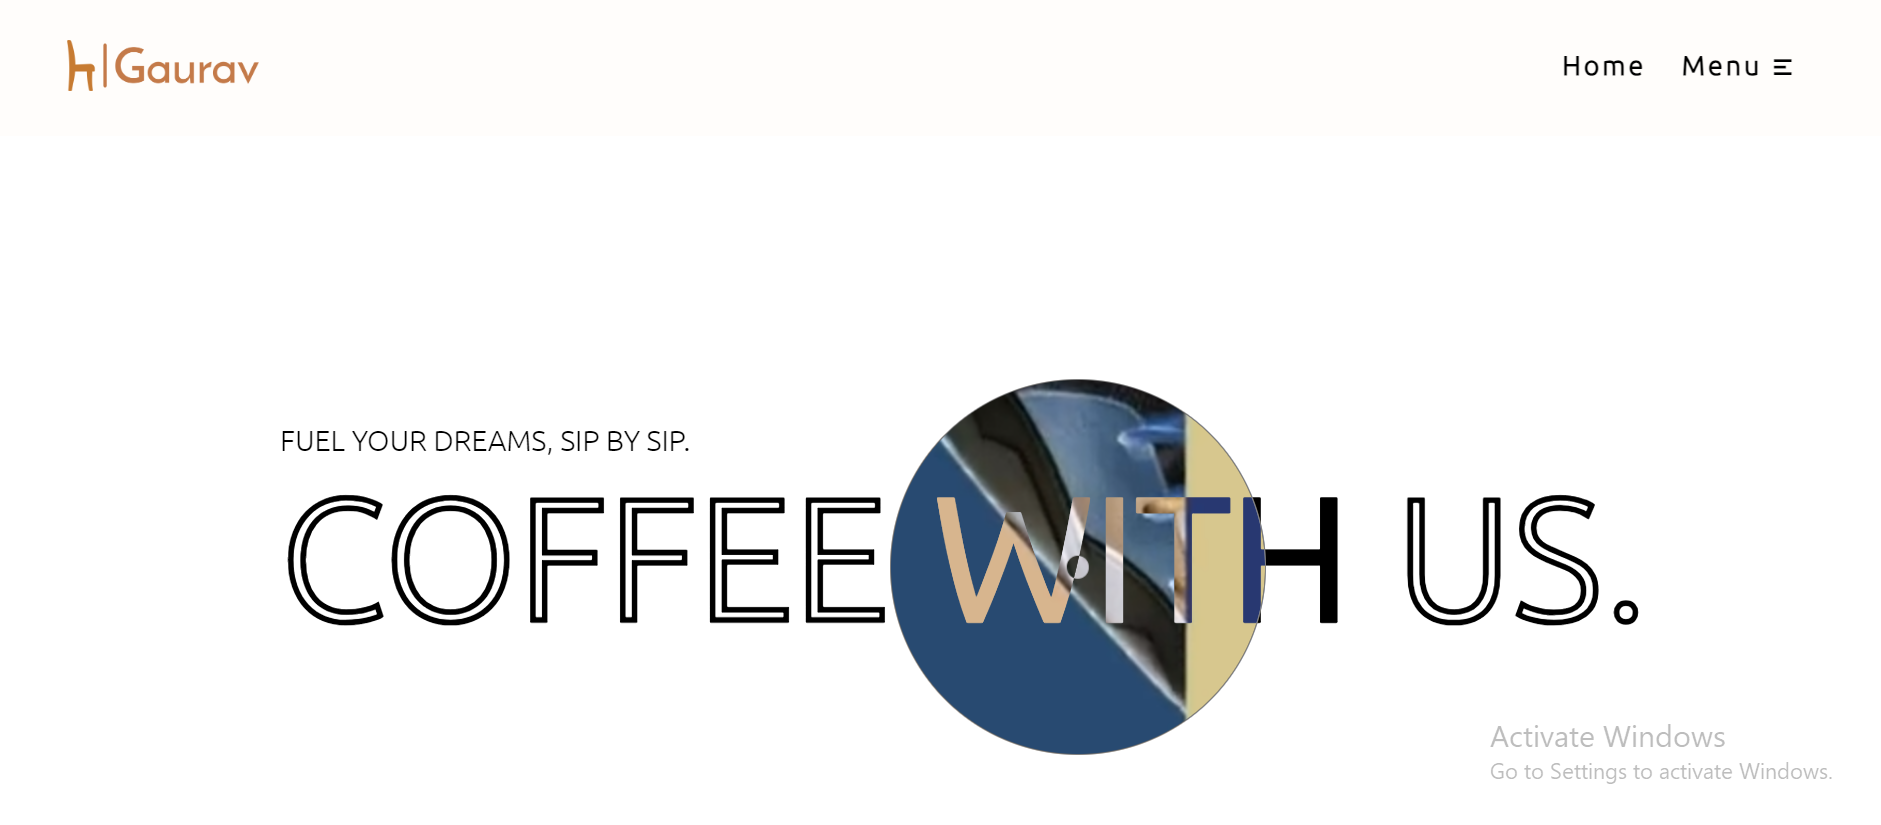 Gaurav
Home Menu
FUEL YOUR DREAMS, SIP BY SIP.
COFFEE WITH US.
Activate Windows
Go to Settings to activate Windows.